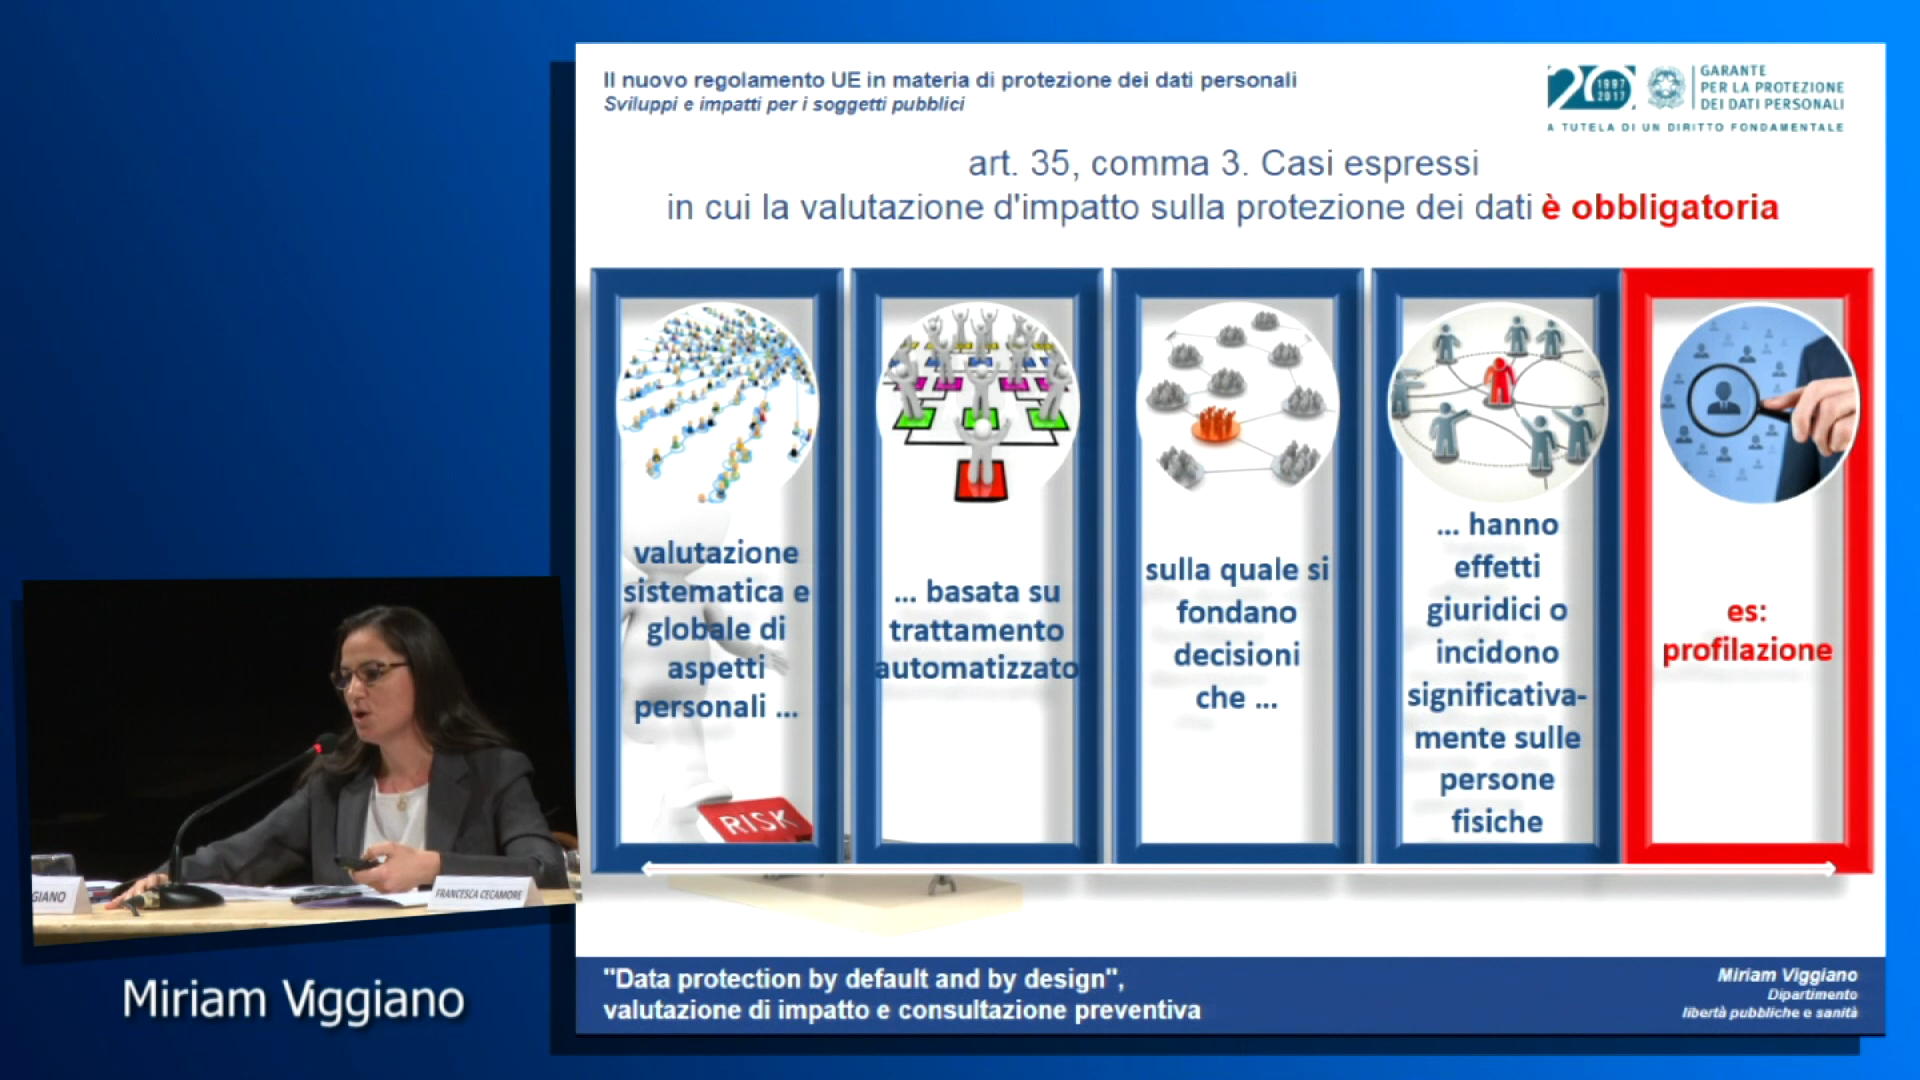 Il nuovo regolamento UE in materia di protezione dei dati personali
Sviluppi e impatti per i soggetti pubblici
20
1997
2017
GARANTE
PER LA PROTEZIONE
DEI DATI PERSONALI
A TUTELA DI UN DIRITTO FONDAMENTALE
art. 35, comma 3. Casi espressi
in cui la valutazione d'impatto sulla protezione dei dati è obbligatoria
valutazione
sistematica e
globale di
aspetti
personali ...
RISK
... basata su
trattamento
automatizzato
sulla quale si
fondano
decisioni
che ...
... hanno
effetti
giuridici o
incidono
significativa-
mente sulle
persone
fisiche
es:
profilazione
GIANO
FRANCESCA CECAMORE
Miriam Viggiano
"Data protection by default and by design",
valutazione di impatto e consultazione preventiva
Miriam Viggiano
Dipartimento
libertà pubbliche e sanità